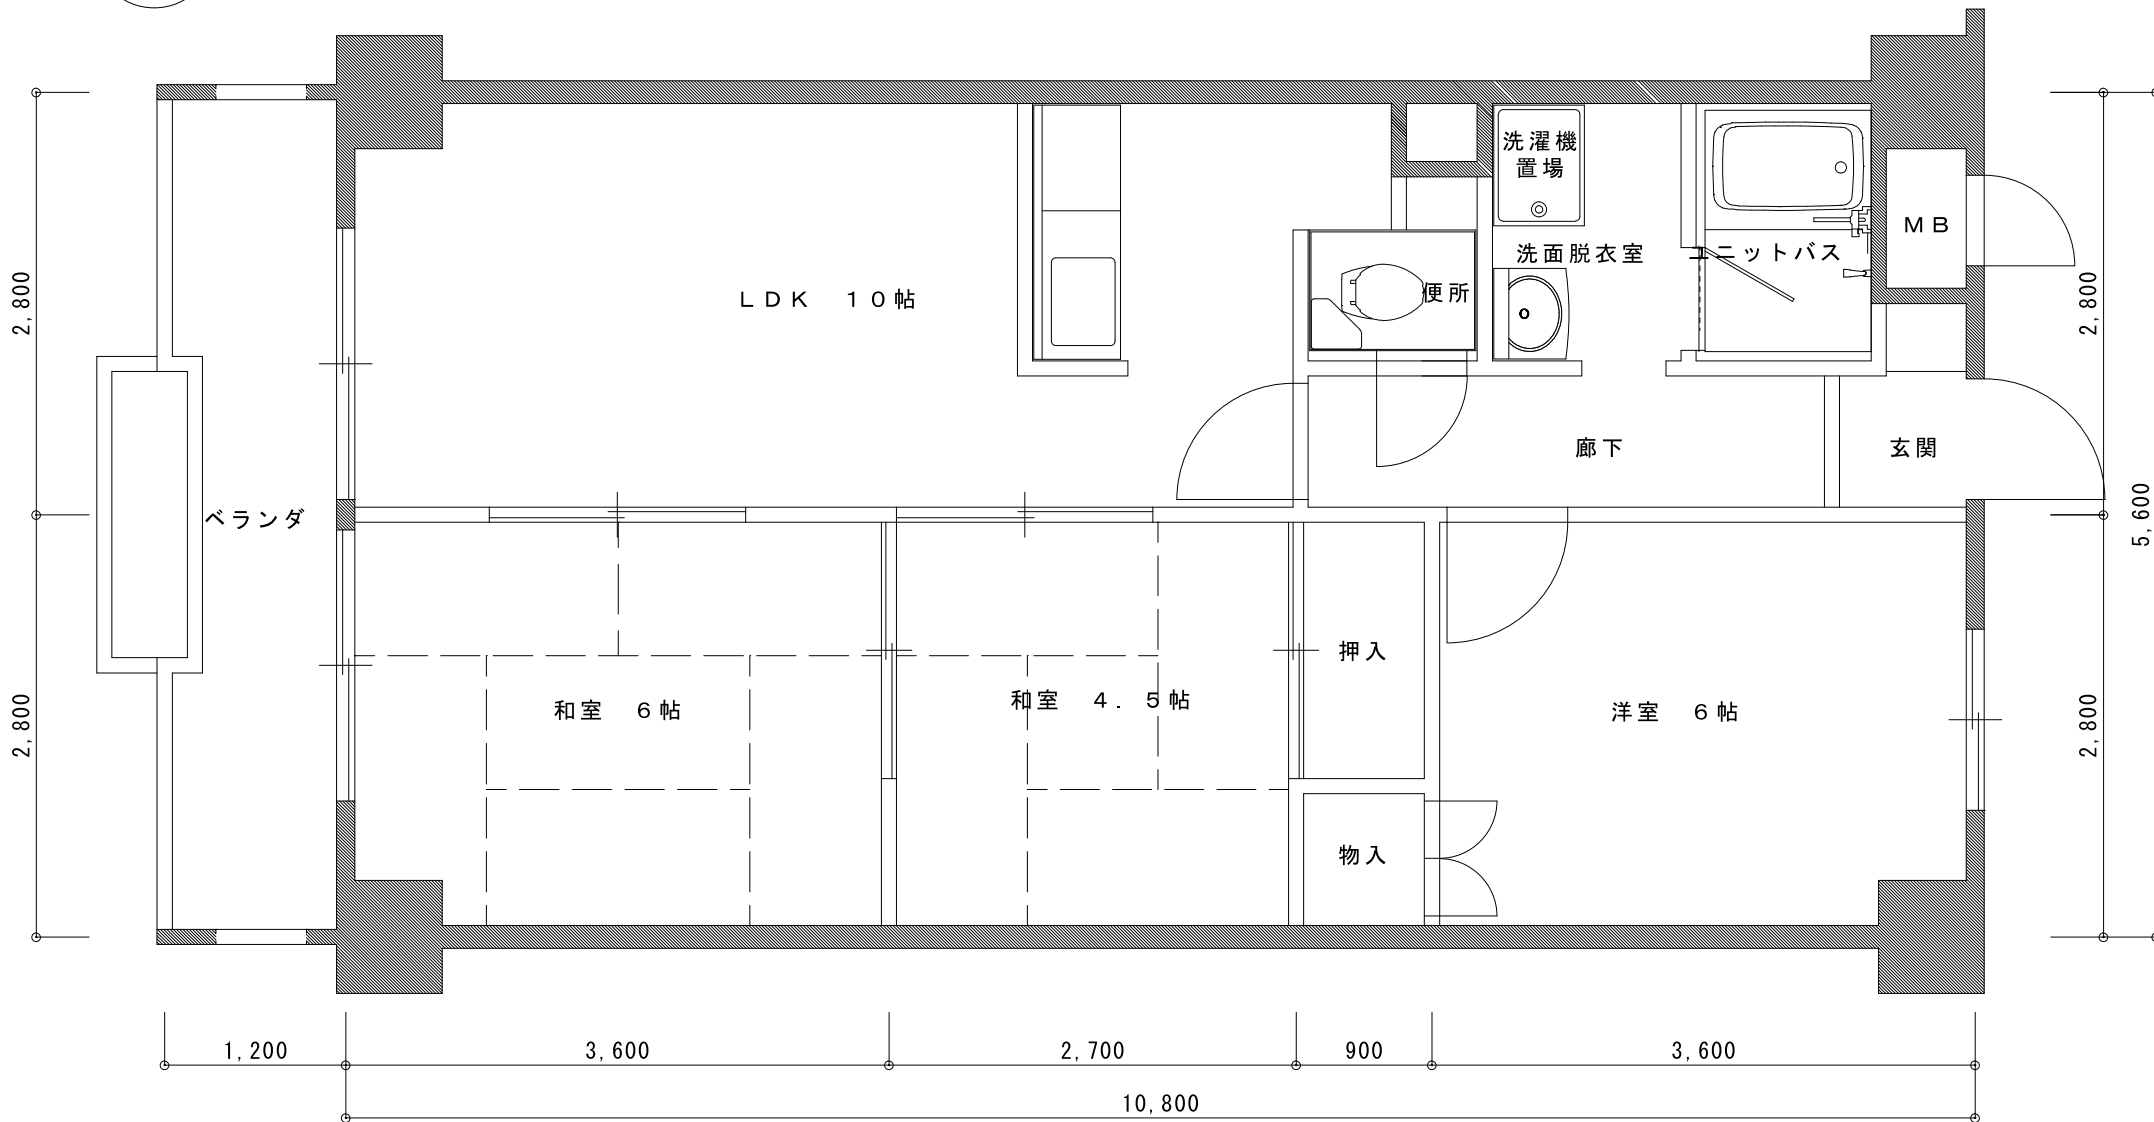 洗濯機
置場
MB
洗面脱衣室
ユニットバス
LDK 10帖
便所
2,800
2,800
廊下
玄関
ベランダ
5,600
押入
和室 6帖
和室 4.5帖
洋室 6帖
2,800
2,800
物入
1,200
3,600
2,700
900
3,600
10,800